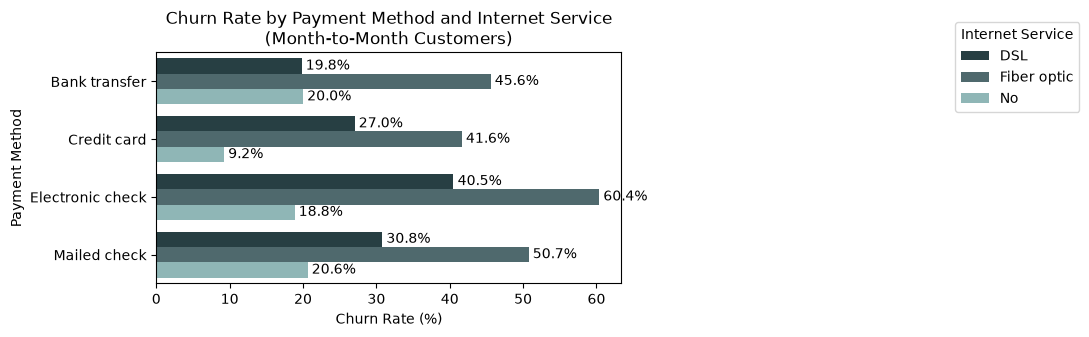 Churn Rate by Payment Method and Internet Service
(Month-to-Month Customers)
Internet Service
DSL
Fiber optic
No
Payment Method
Bank transfer
19.8%
45.6%
20.0%
Credit card
27.0%
41.6%
9.2%
Electronic check
40.5%
60.4%
18.8%
Mailed check
30.8%
50.7%
20.6%
0 10 20 30 40 50 60
Churn Rate (%)